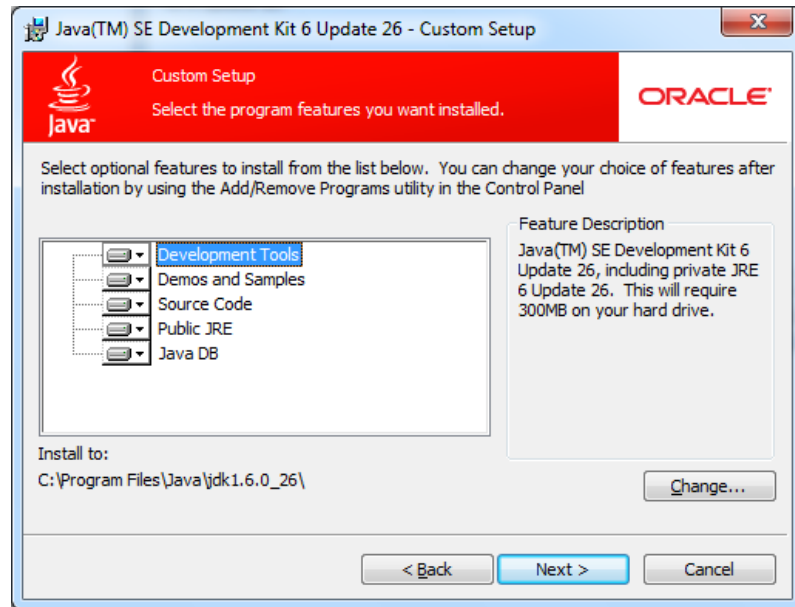 Java(TM) SE Development Kit 6 Update 26 - Custom Setup
Java™
Custom Setup
Select the program features you want installed.
ORACLE®
Select optional features to install from the list below. You can change your choice of features after
installation by using the Add/Remove Programs utility in the Control Panel
Development Tools
Demos and Samples
Source Code
Public JRE
Java DB
Feature Description
Java(TM) SE Development Kit 6
Update 26, including private JRE
6 Update 26. This will require
300MB on your hard drive.
Install to:
C:\Program Files\Java\jdk1.6.0_26\
Change...
< Back
Next >
Cancel